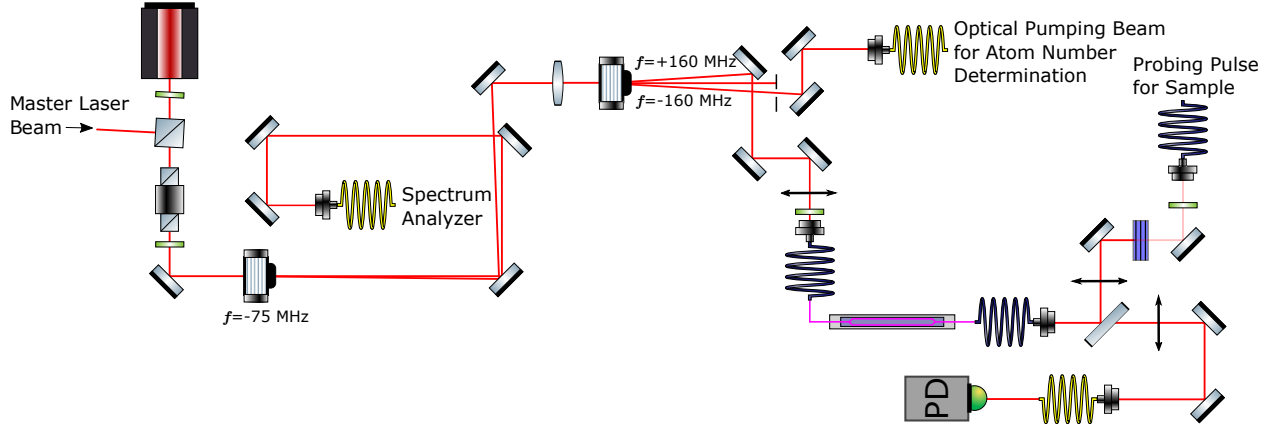 Master Laser
Beam
f=-75 MHz
Spectrum
Analyzer
f=+160 MHz
f=-160 MHz
Optical Pumping Beam
for Atom Number
Determination
Probing Pulse
for Sample
PD